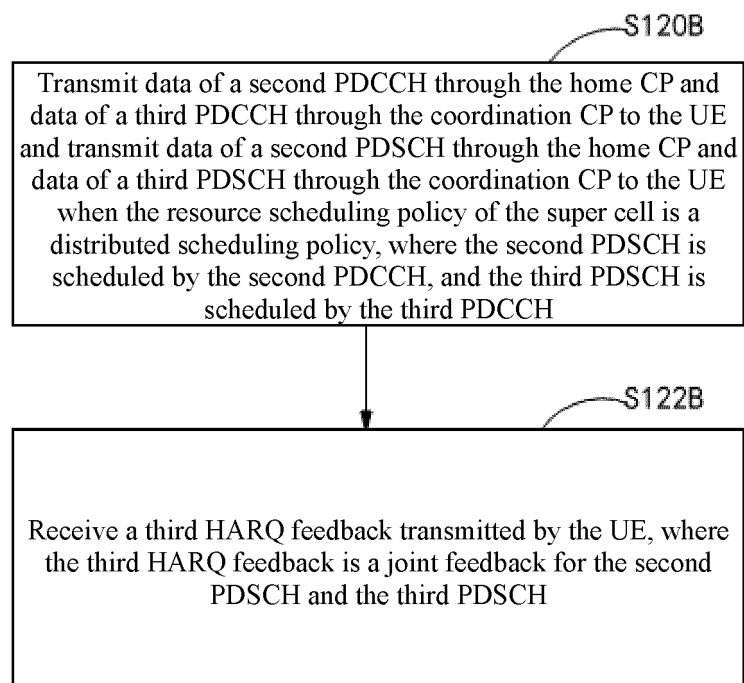 S120B
Transmit data of a second PDCCH through the home CP and
data of a third PDCCH through the coordination CP to the UE
and transmit data of a second PDSCH through the home CP and
data of a third PDSCH through the coordination CP to the UE
when the resource scheduling policy of the super cell is a
distributed scheduling policy, where the second PDSCH is
scheduled by the second PDCCH, and the third PDSCH is
scheduled by the third PDCCH
S122B
Receive a third HARQ feedback transmitted by the UE, where
the third HARQ feedback is a joint feedback for the second
PDSCH and the third PDSCH